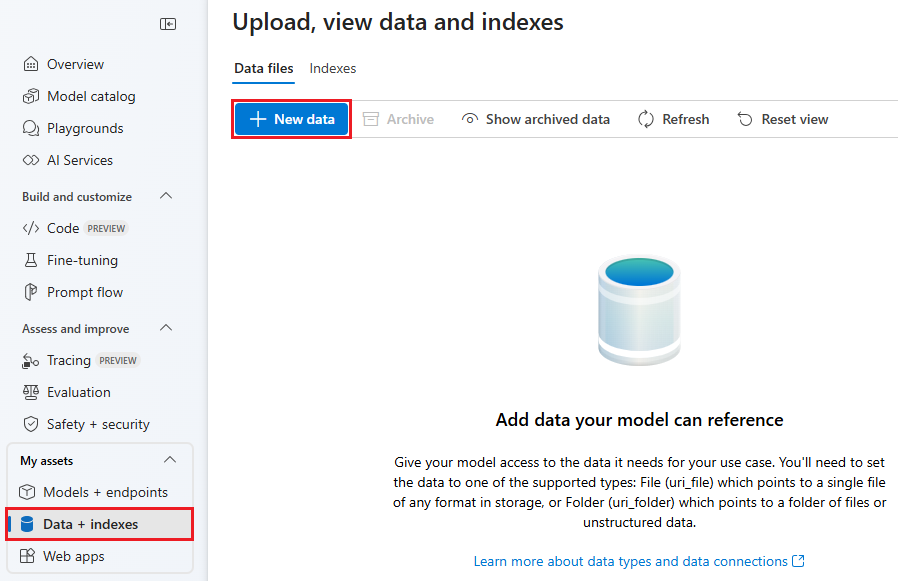 Overview
Model catalog
Playgrounds
AI Services
Build and customize
Code PREVIEW
Fine-tuning
Prompt flow
Assess and improve
Tracing PREVIEW
Evaluation
Safety + security
My assets
Models + endpoints
Data + indexes
Web apps
Upload, view data and indexes
Data files Indexes
New data Archive Show archived data Refresh Reset view
Add data your model can reference
Give your model access to the data it needs for your use case. You'll need to set
the data to one of the supported types: File (uri_file) which points to a single file
of any format in storage, or Folder (uri_folder) which points to a folder of files or
unstructured data.
Learn more about data types and data connections